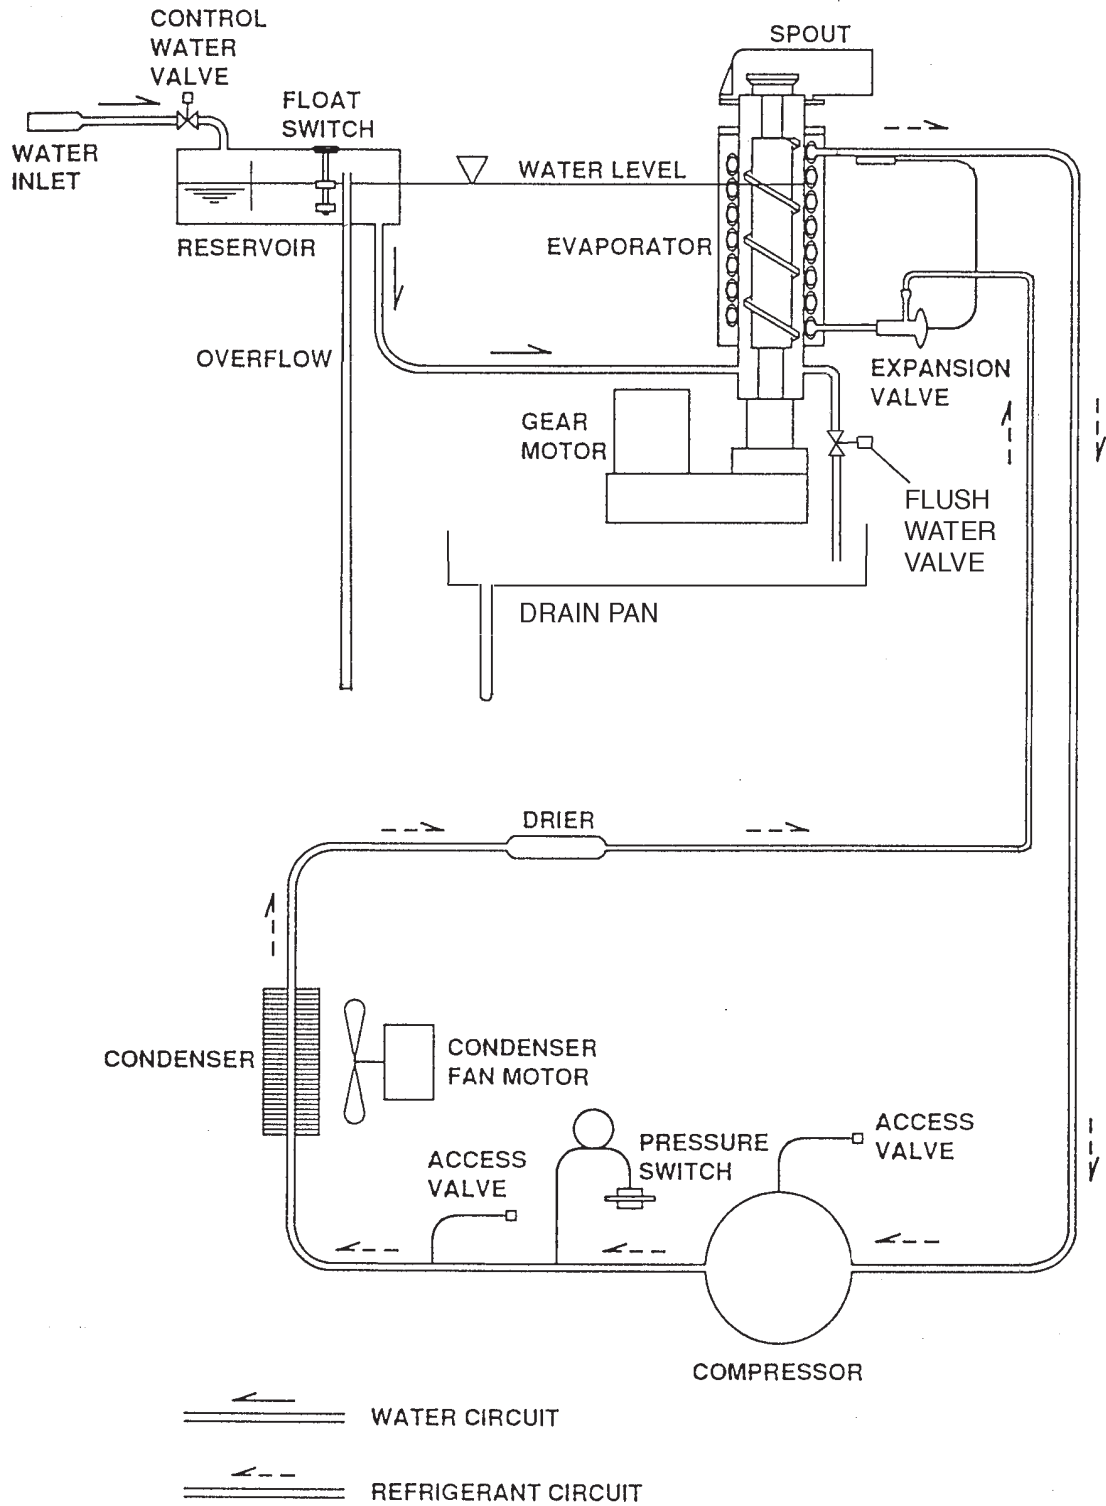 CONTROL
WATER
VALVE
SPOUT
FLOAT
SWITCH
WATER
INLET
WATER LEVEL
RESERVOIR
EVAPORATOR
OVERFLOW
EXPANSION
VALVE
GEAR
MOTOR
FLUSH
WATER
VALVE
DRAIN PAN
DRIER
CONDENSER
CONDENSER
FAN MOTOR
ACCESS
VALVE
PRESSURE
SWITCH
ACCESS
VALVE
COMPRESSOR
WATER CIRCUIT
REFRIGERANT CIRCUIT